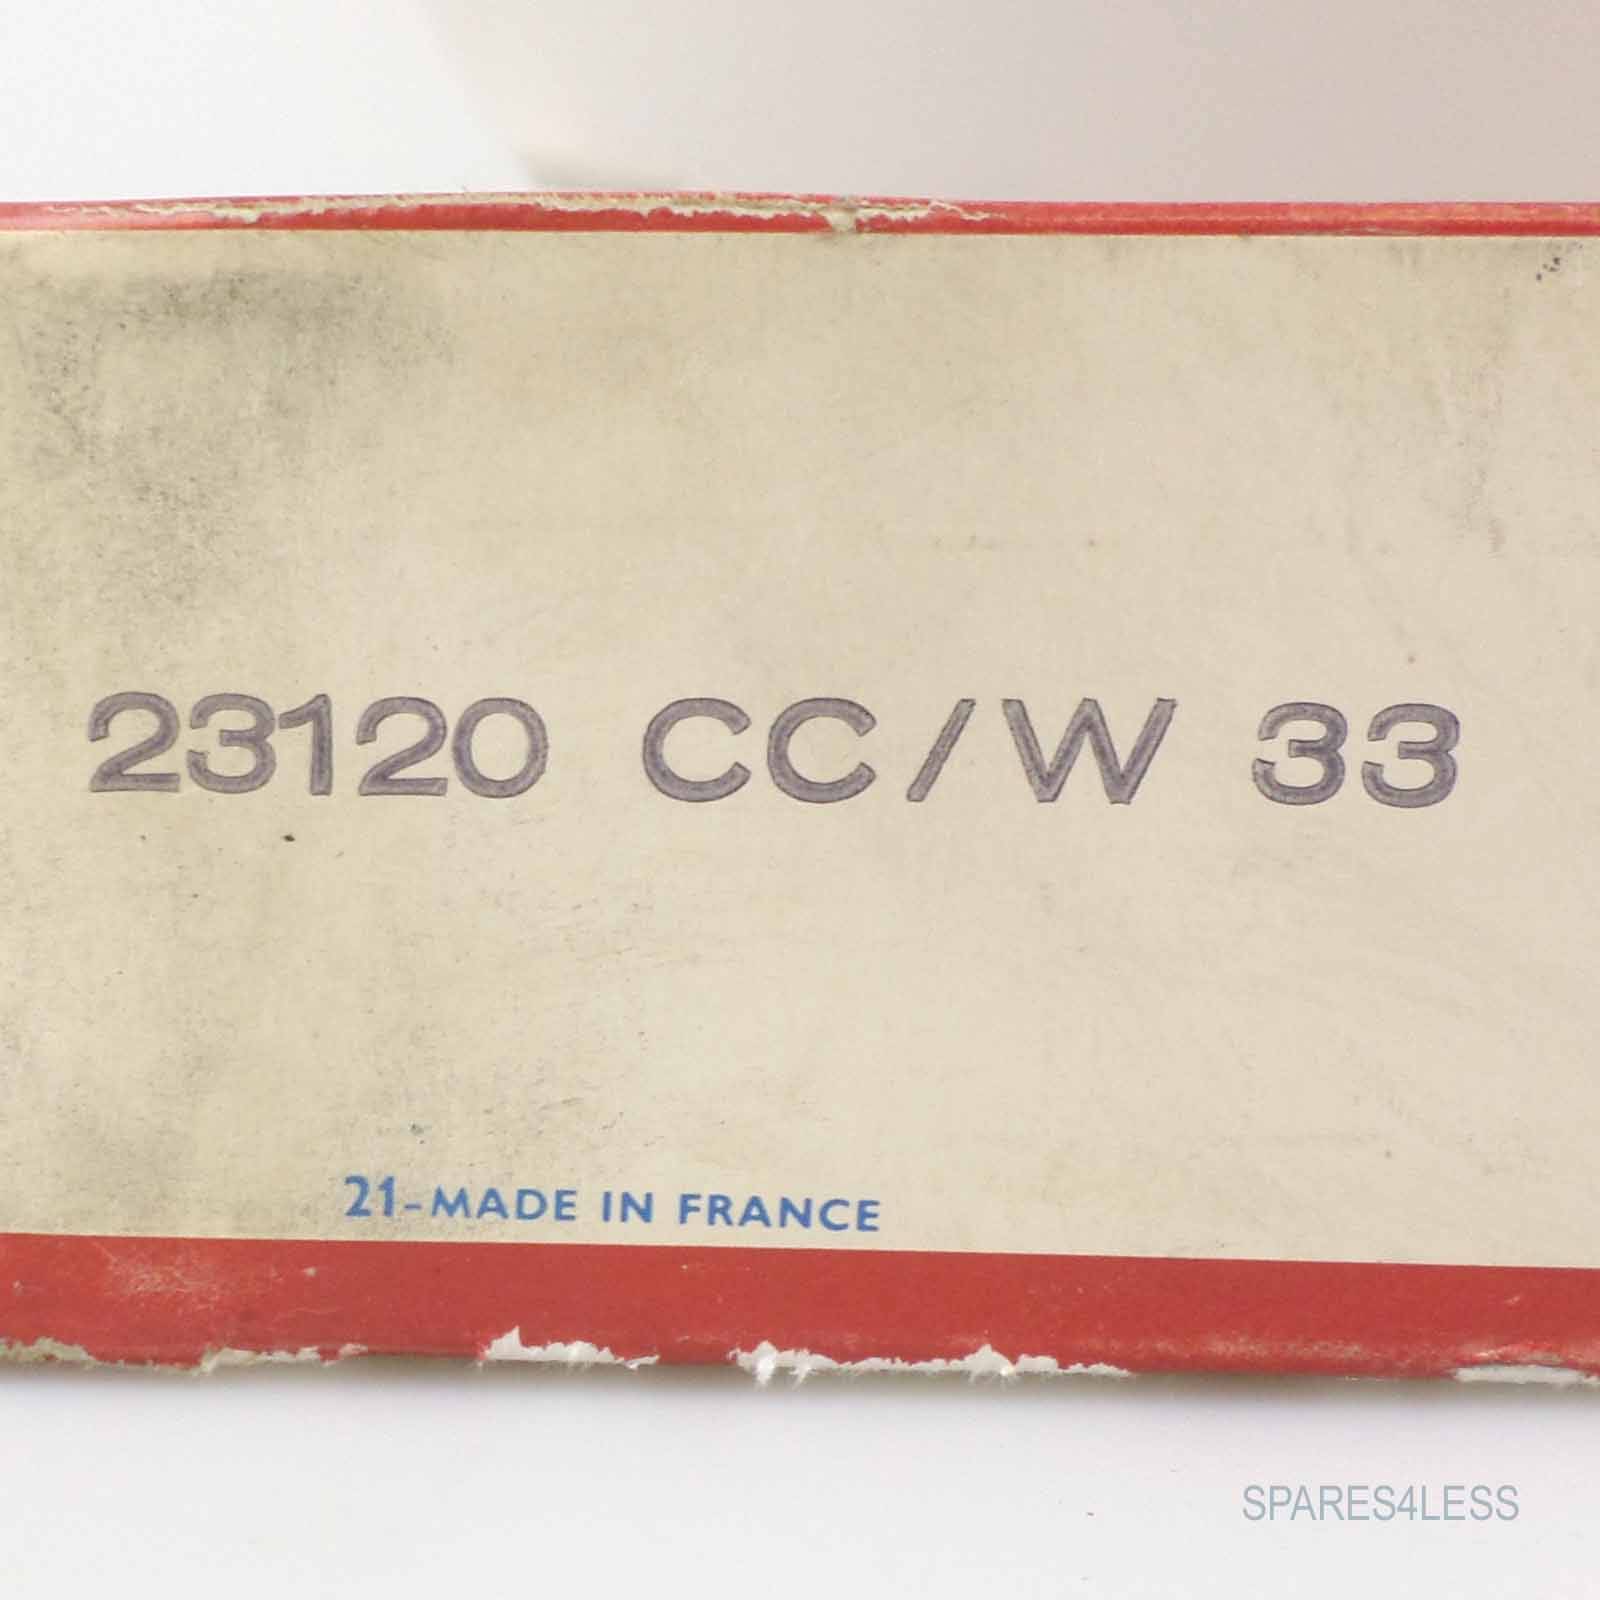 23120 CC/W 33
21-MADE IN FRANCE
SPARES4LESS